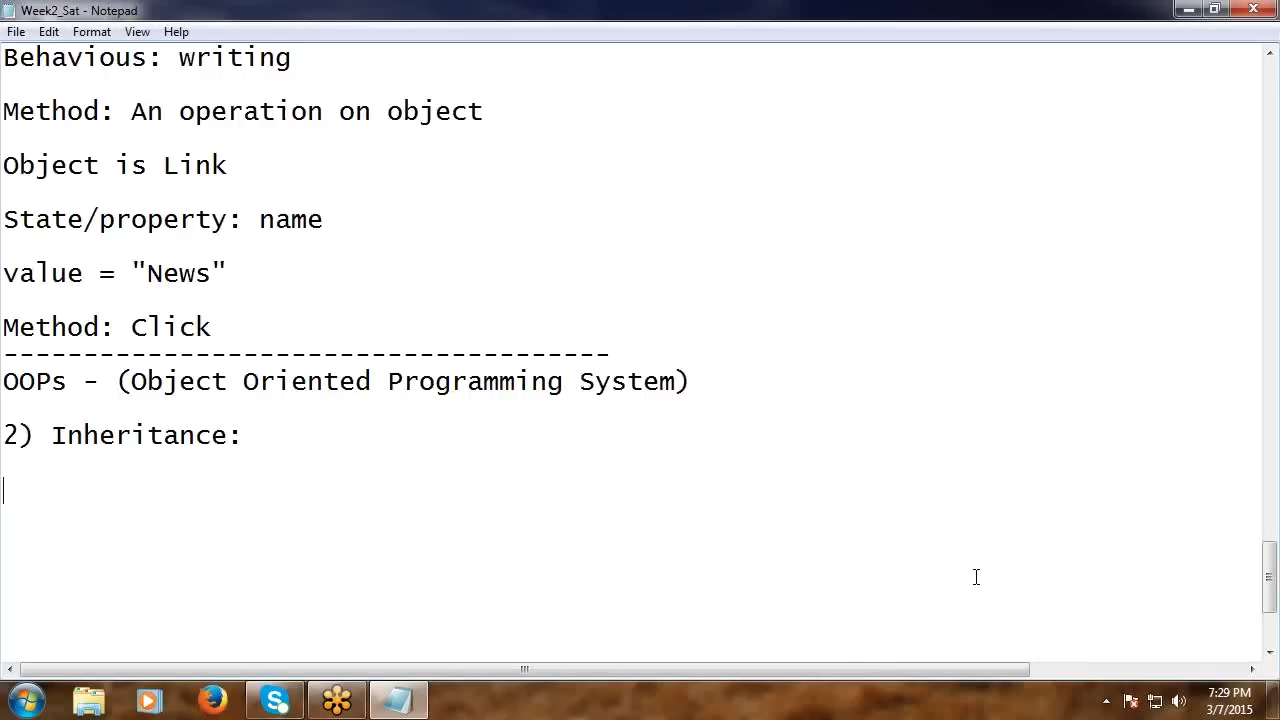 Week2_Sat - Notepad
File Edit Format View Help
Behavious: writing
Method: An operation on object
Object is Link
State/property: name
value = "News"
Method: Click
--------------------------------------
OOPs - (Object Oriented Programming System)
2) Inheritance:
7:29 PM
3/7/2015